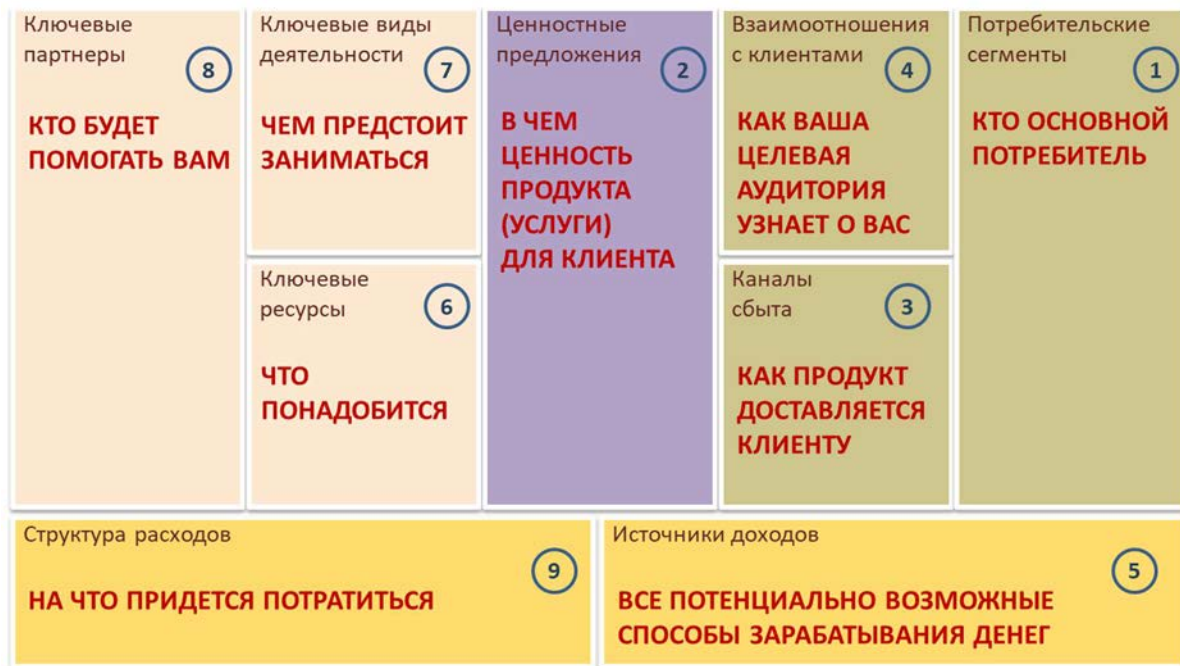 Ключевые
партнеры
8
КТО БУДЕТ
ПОМОГАТЬ ВАМ
Ключевые виды
деятельности
7
ЧЕМ ПРЕДСТОИТ
ЗАНИМАТЬСЯ
Ключевые
ресурсы
6
ЧТО
ПОНАДОБИТСЯ
Ценностные
предложения
2
В ЧЕМ
ЦЕННОСТЬ
ПРОДУКТА
(УСЛУГИ)
ДЛЯ КЛИЕНТА
Взаимоотношения
с клиентами
4
КАК ВАША
ЦЕЛЕВАЯ
АУДИТОРИЯ
УЗНАЕТ О ВАС
Каналы
сбыта
3
КАК ПРОДУКТ
ДОСТАВЛЯЕТСЯ
КЛИЕНТУ
Потребительские
сегменты
1
КТО ОСНОВНОЙ
ПОТРЕБИТЕЛЬ
Структура расходов
9
НА ЧТО ПРИДЕТСЯ ПОТРАТИТЬСЯ
Источники доходов
5
ВСЕ ПОТЕНЦИАЛЬНО ВОЗМОЖНЫЕ
СПОСОБЫ ЗАРАБАТЫВАНИЯ ДЕНЕГ